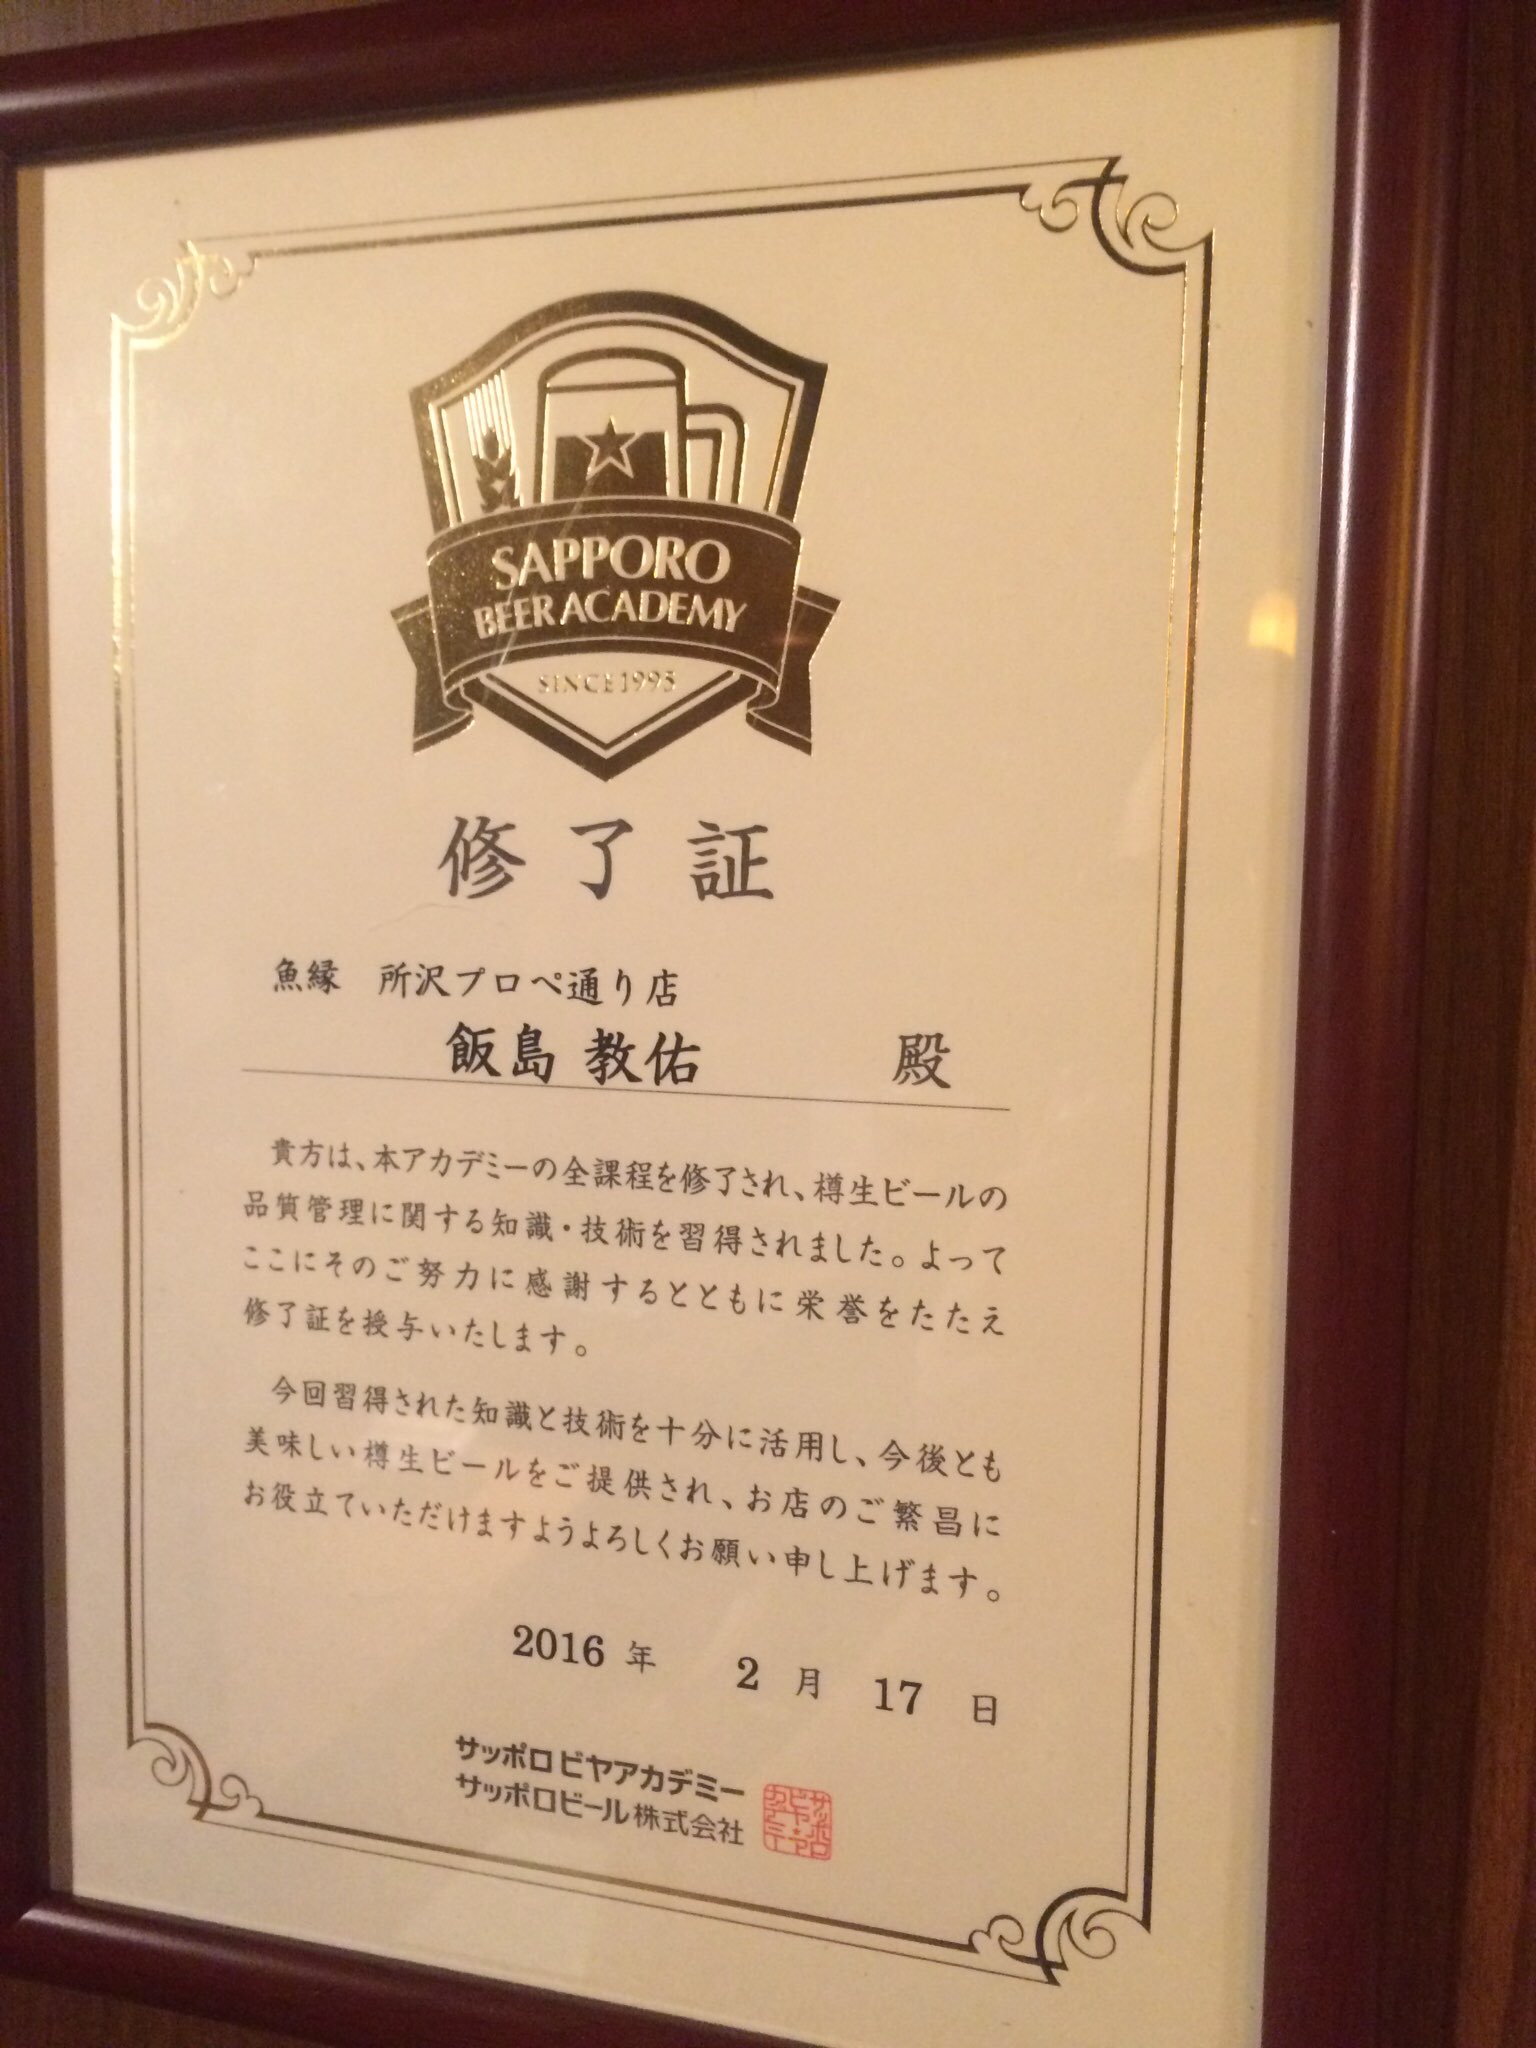 SAPPORO
BEER ACADEMY
SINCE 1995
修了証
魚縁 所沢プロペ通り店
飯島 教佑 殿
貴方は、本アカデミーの全課程を修了され、樽生ビールの
品質管理に関する知識・技術を習得されました。よって
ここにそのご努力に感謝するとともに栄誉をたたえ
修了証を授与いたします。
今回習得された知識と技術を十分に活用し、今後とも
美味しい樽生ビールをご提供され、お店のご繁昌に
お役立ていただけますようよろしくお願い申し上げます。
2016 年 2 月 17 日
サッポロ ビヤアカデミー
サッポロビール株式会社